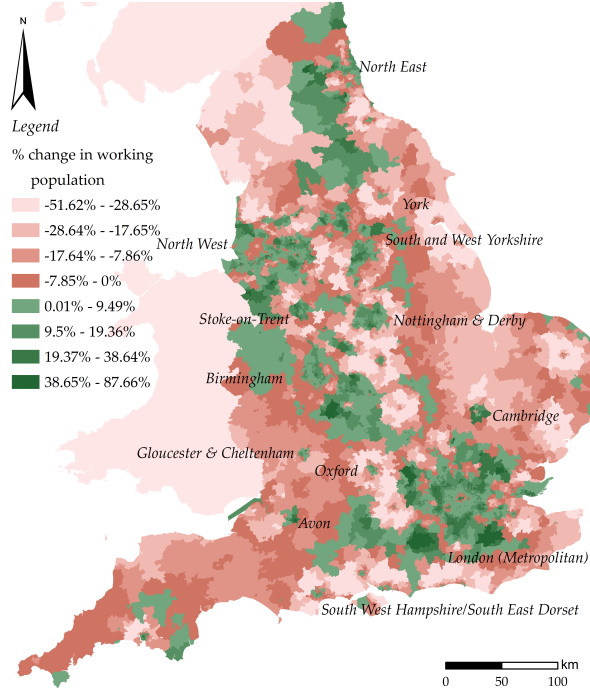 N
North East
Legend
% change in working
population
-51.62% - -28.65%
-28.64% - -17.65%
-17.64% - -7.86%
-7.85% - 0%
0.01% - 9.49%
9.5% - 19.36%
19.37% - 38.64%
38.65% - 87.66%
York
North West
South and West Yorkshire
Stoke-on-Trent
Nottingham & Derby
Birmingham
Cambridge
Gloucester & Cheltenham
Oxford
Avon
London (Metropolitan)
South West Hampshire/South East Dorset
km
0 50 100